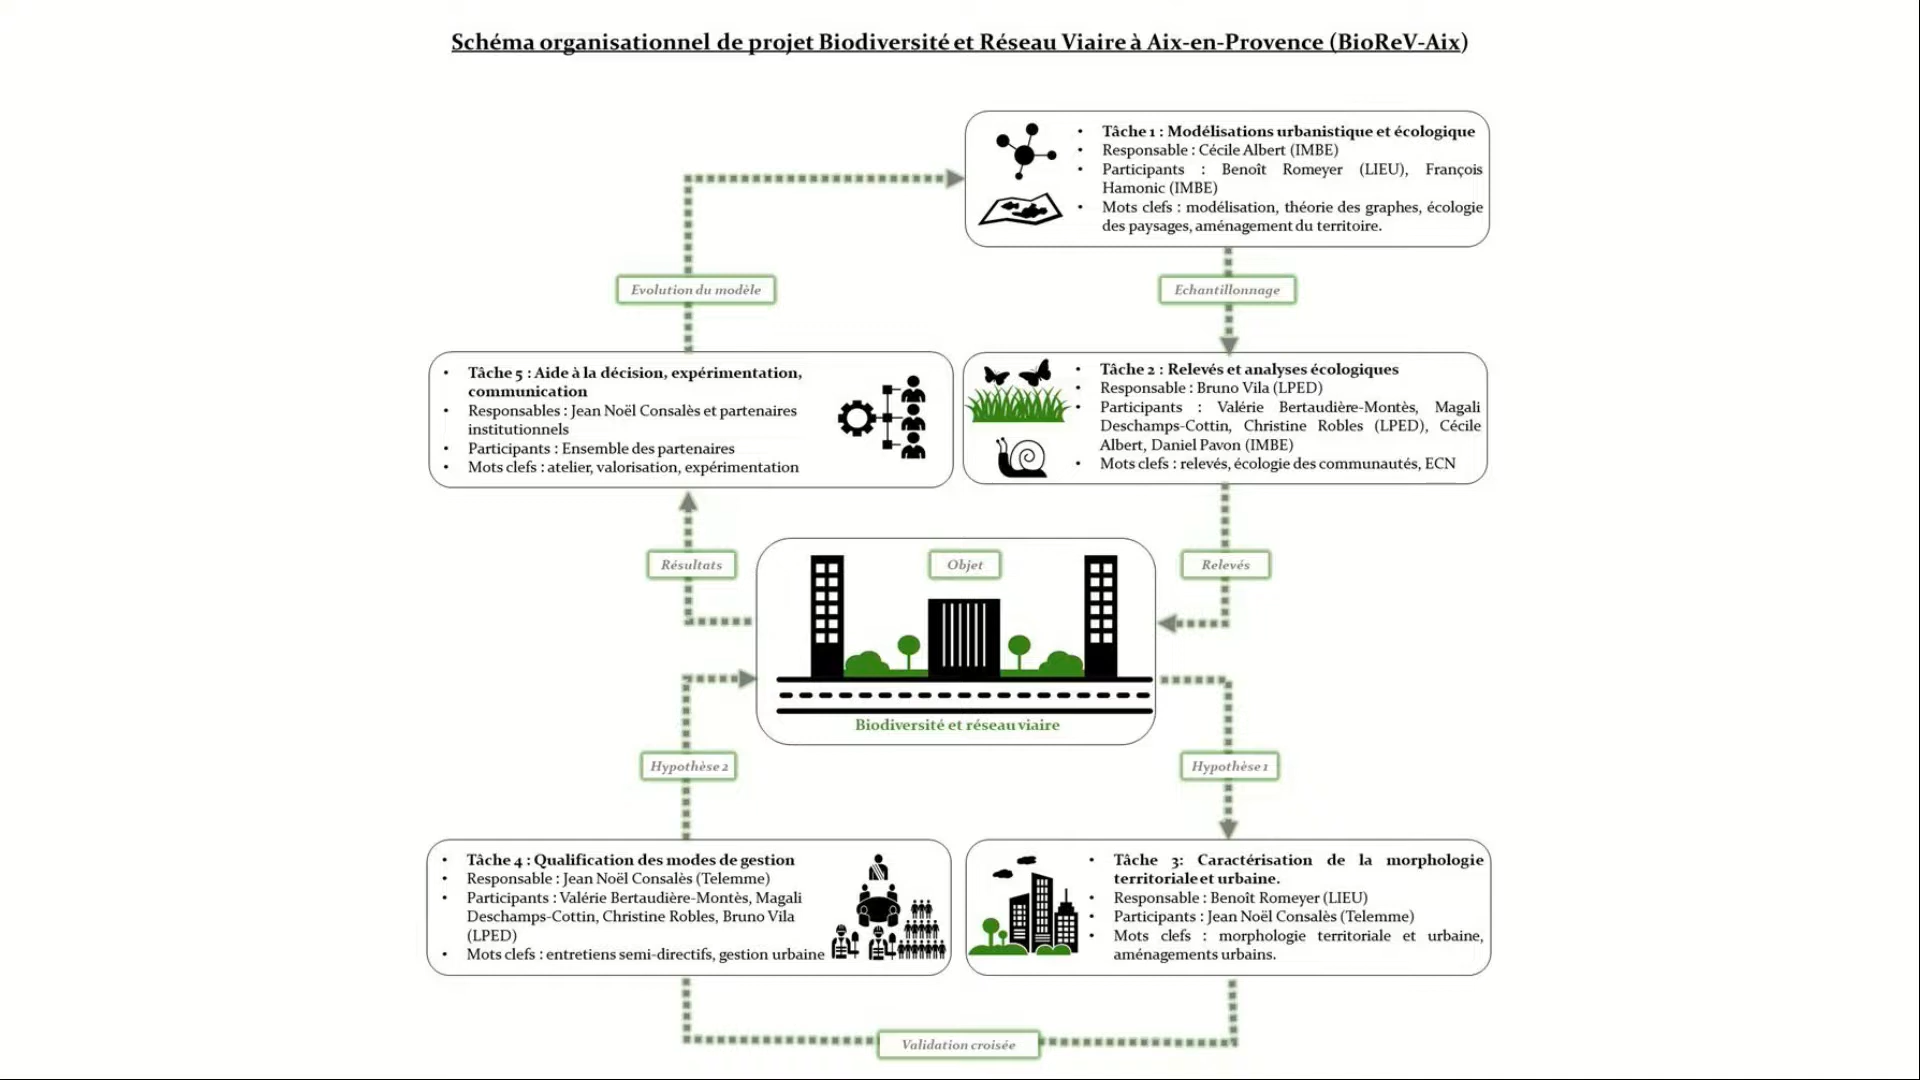 Schéma organisationnel de projet Biodiversité et Réseau Viaire à Aix-en-Provence (BioReV-Aix)
• Tâche 1 : Modélisations urbanistique et écologique
• Responsable : Cécile Albert (IMBE)
• Participants : Benoît Romeyer (LIEU), François
Hamonic (IMBE)
• Mots clefs : modélisation, théorie des graphes, écologie
des paysages, aménagement du territoire.
Evolution du modèle
Echantillonnage
• Tâche 5 : Aide à la décision, expérimentation,
communication
• Responsables : Jean Noël Consalès et partenaires
institutionnels
• Participants : Ensemble des partenaires
• Mots clefs : atelier, valorisation, expérimentation
• Tâche 2 : Relevés et analyses écologiques
• Responsable : Bruno Vila (LPED)
• Participants : Valérie Bertaudière-Montès, Magali
Deschamps-Cottin, Christine Robles (LPED), Cécile
Albert, Daniel Pavon (IMBE)
• Mots clefs : relevés, écologie des communautés, ECN
Résultats
Objet
Relevés
Biodiversité et réseau viaire
Hypothèse 2
Hypothèse 1
• Tâche 4 : Qualification des modes de gestion
• Responsable : Jean Noël Consalès (Telemme)
• Participants : Valérie Bertaudière-Montès, Magali
Deschamps-Cottin, Christine Robles, Bruno Vila
(LPED)
• Mots clefs : entretiens semi-directifs, gestion urbaine
• Tâche 3: Caractérisation de la morphologie
territoriale et urbaine.
• Responsable : Benoît Romeyer (LIEU)
• Participants : Jean Noël Consalès (Telemme)
• Mots clefs : morphologie territoriale et urbaine,
aménagements urbains.
Validation croisée